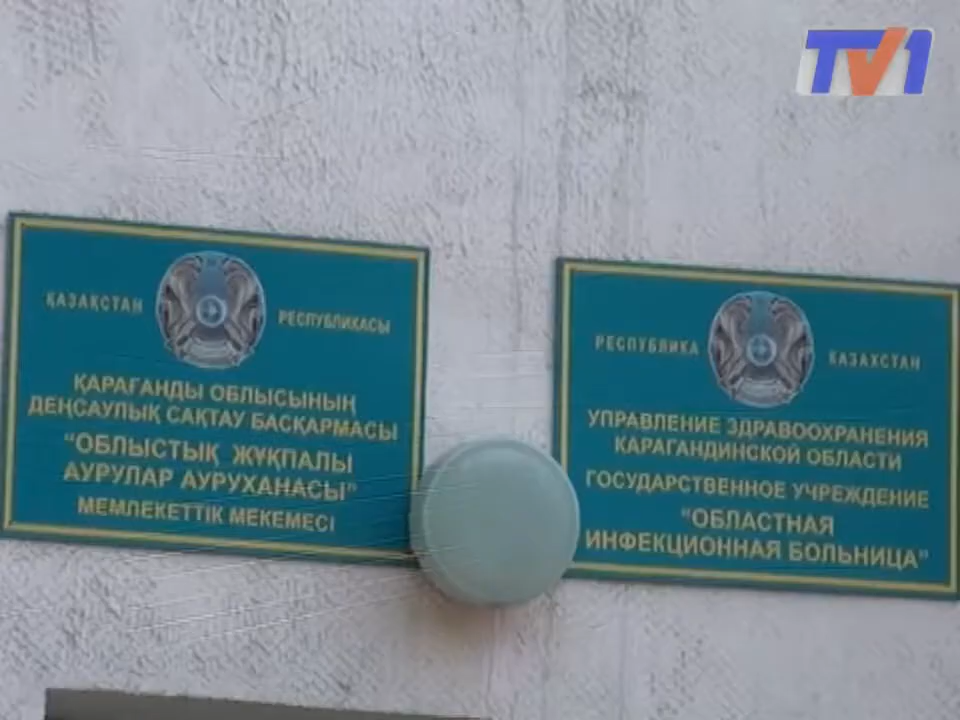 TV1
ҚАЗАҚСТАН РЕСПУБЛИКАСЫ
ҚАРАҒАНДЫ ОБЛЫСЫНЫҢ
ДЕНСАУЛЫҚ САҚТАУ БАСҚАРМАСЫ
"ОБЛЫСТЫҚ ЖҰҚПАЛЫ
АУРУЛАР АУРУХАНАСЫ"
МЕМЛЕКЕТТІК МЕКЕМЕСІ
РЕСПУБЛИКА КАЗАХСТАН
УПРАВЛЕНИЕ ЗДРАВООХРАНЕНИЯ
КАРАГАНДИНСКОЙ ОБЛАСТИ
ГОСУДАРСТВЕННОЕ УЧРЕЖДЕНИЕ
"ОБЛАСТНАЯ
ИНФЕКЦИОННАЯ БОЛЬНИЦА"